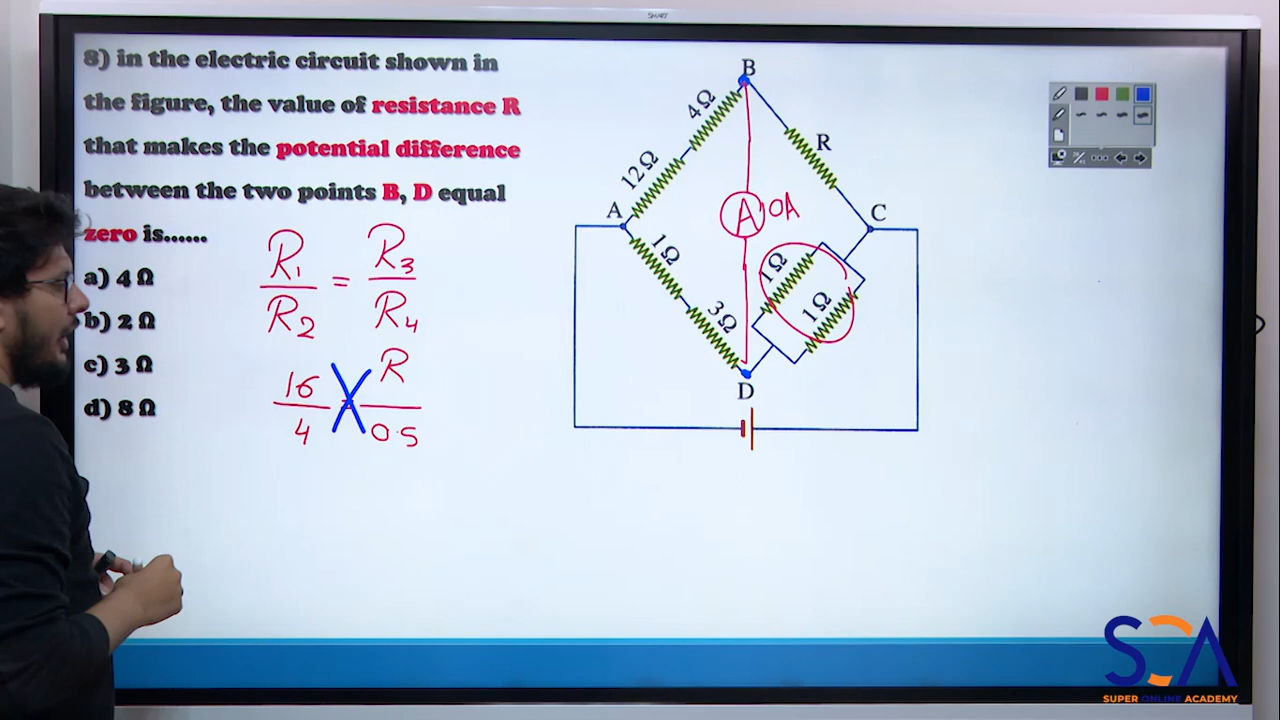 SMART
8) in the electric circuit shown in
the figure, the value of resistance R
that makes the potential difference
between the two points B, D equal
zero is......
a) 4 Ω
b) 2 Ω
c) 3 Ω
d) 8 Ω
R₁/R₂ = R₃/R₄
16/4 = R/0.5
B
4Ω
12Ω
R
A
C
A 0A
1Ω
1Ω
1Ω
3Ω
D
SOA
SUPER ONLINE ACADEMY